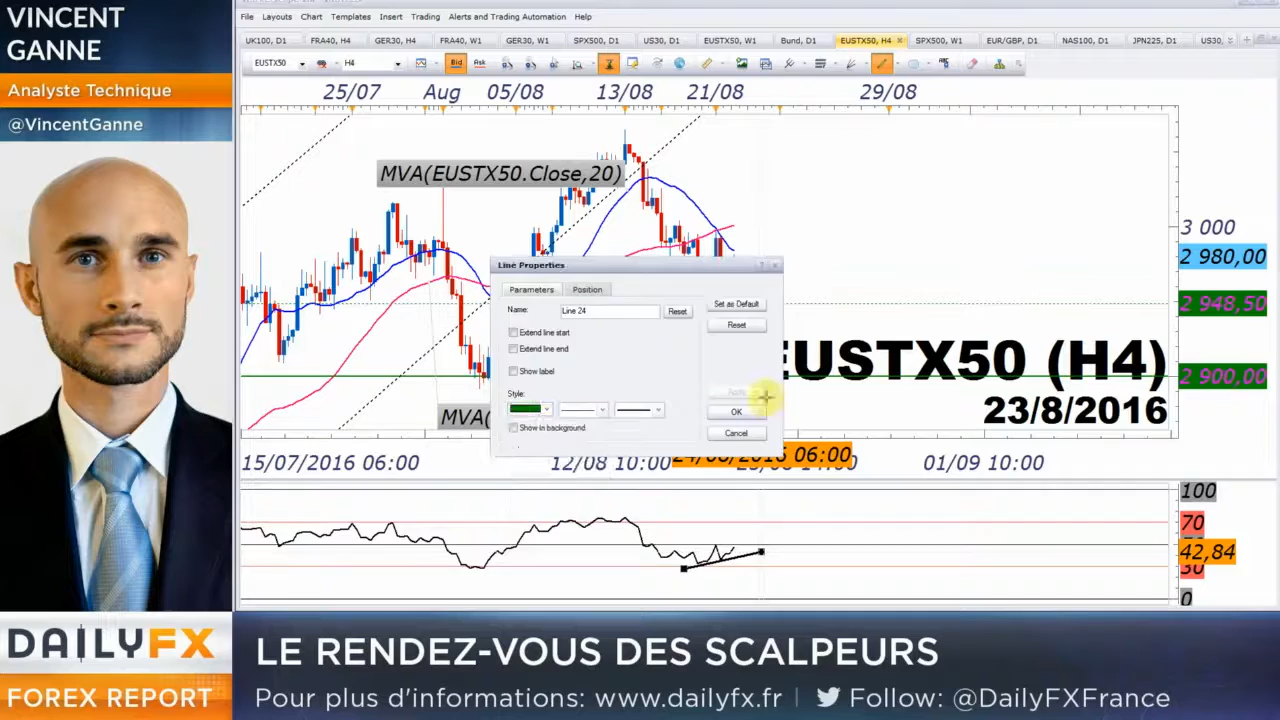 VINCENT
GANNE
Analyste Technique
@VincentGanne
File Layouts Chart Templates Insert Trading Alerts and Trading Automation Help
UK100, D1 FRA40, H4 GER30, H4 FRA40, W1 GER30, W1 SPX500, D1 US30, D1 EUSTX50, W1 Bund, D1 EUSTX50, H4 SPX500, W1 EUR/GBP, D1 NAS100, D1 JPN225, D1 US30,
EUSTX50 H4 Bid Ask
25/07 Aug 05/08 13/08 21/08 29/08
MVA(EUSTX50.Close,20)
3 000
2 980,00
2 948,50
2 900,00
Line Properties
Parameters Position
Name: Line 24 Reset
Set as Default
Reset
Extend line start
Extend line end
Show label
Style:
Show in background
OK
Cancel
MVA(
EUSTX50 (H4)
23/8/2016
15/07/2016 06:00 12/08 10:00 06:00 01/09 10:00
100
70
42,84
30
0
DAILYFX
FOREX REPORT
LE RENDEZ-VOUS DES SCALPEURS
Pour plus d'informations: www.dailyfx.fr | Follow: @DailyFXFrance